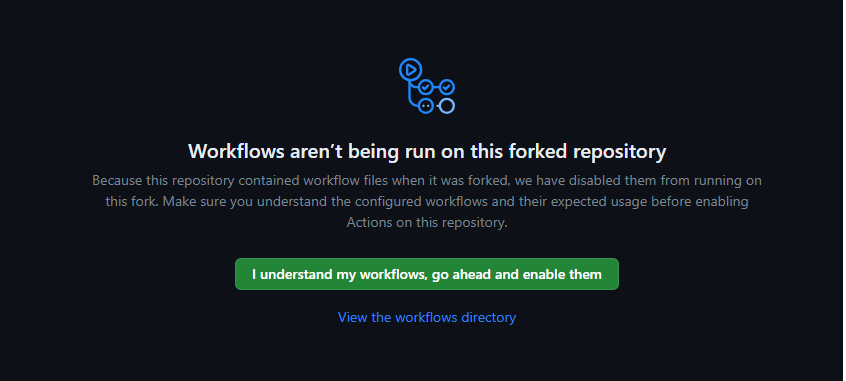 Workflows aren’t being run on this forked repository
Because this repository contained workflow files when it was forked, we have disabled them from running on
this fork. Make sure you understand the configured workflows and their expected usage before enabling
Actions on this repository.
I understand my workflows, go ahead and enable them
View the workflows directory